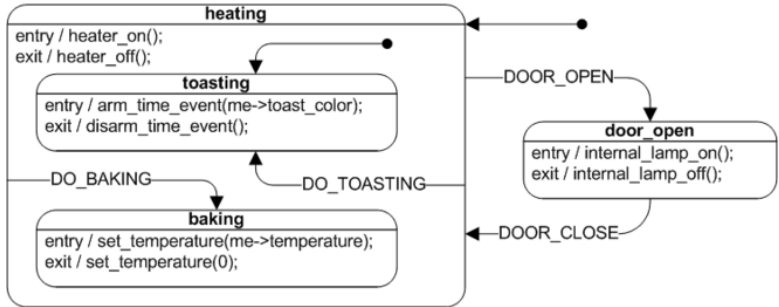 heating
entry / heater_on();
exit / heater_off();
toasting
entry / arm_time_event(me->toast_color);
exit / disarm_time_event();
DOOR_OPEN
door_open
entry / internal_lamp_on();
exit / internal_lamp_off();
DO_BAKING
DO_TOASTING
baking
entry / set_temperature(me->temperature);
exit / set_temperature(0);
DOOR_CLOSE